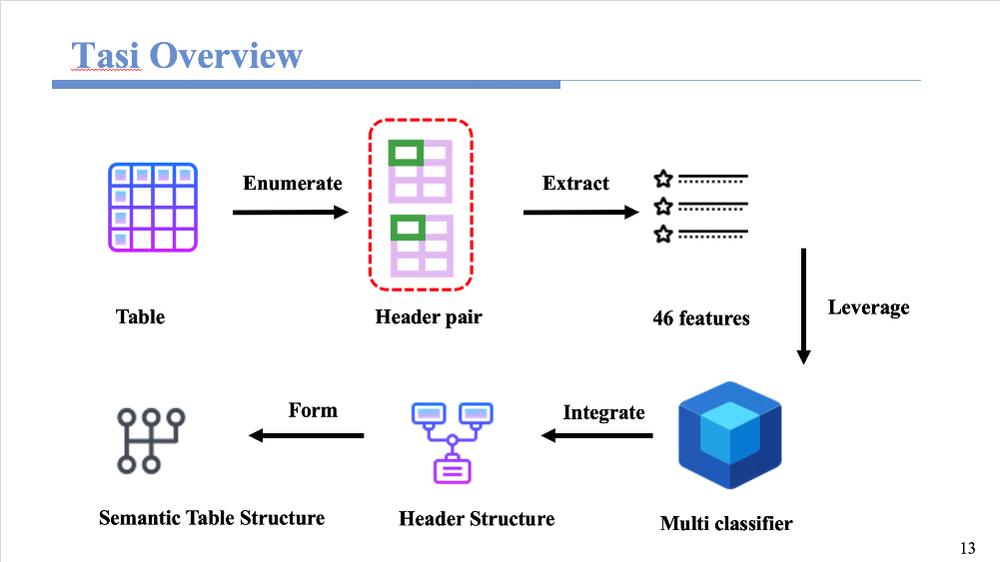 Tasi Overview
Enumerate
Extract
Table
Header pair
46 features
Leverage
Form
Integrate
Semantic Table Structure
Header Structure
Multi classifier
13